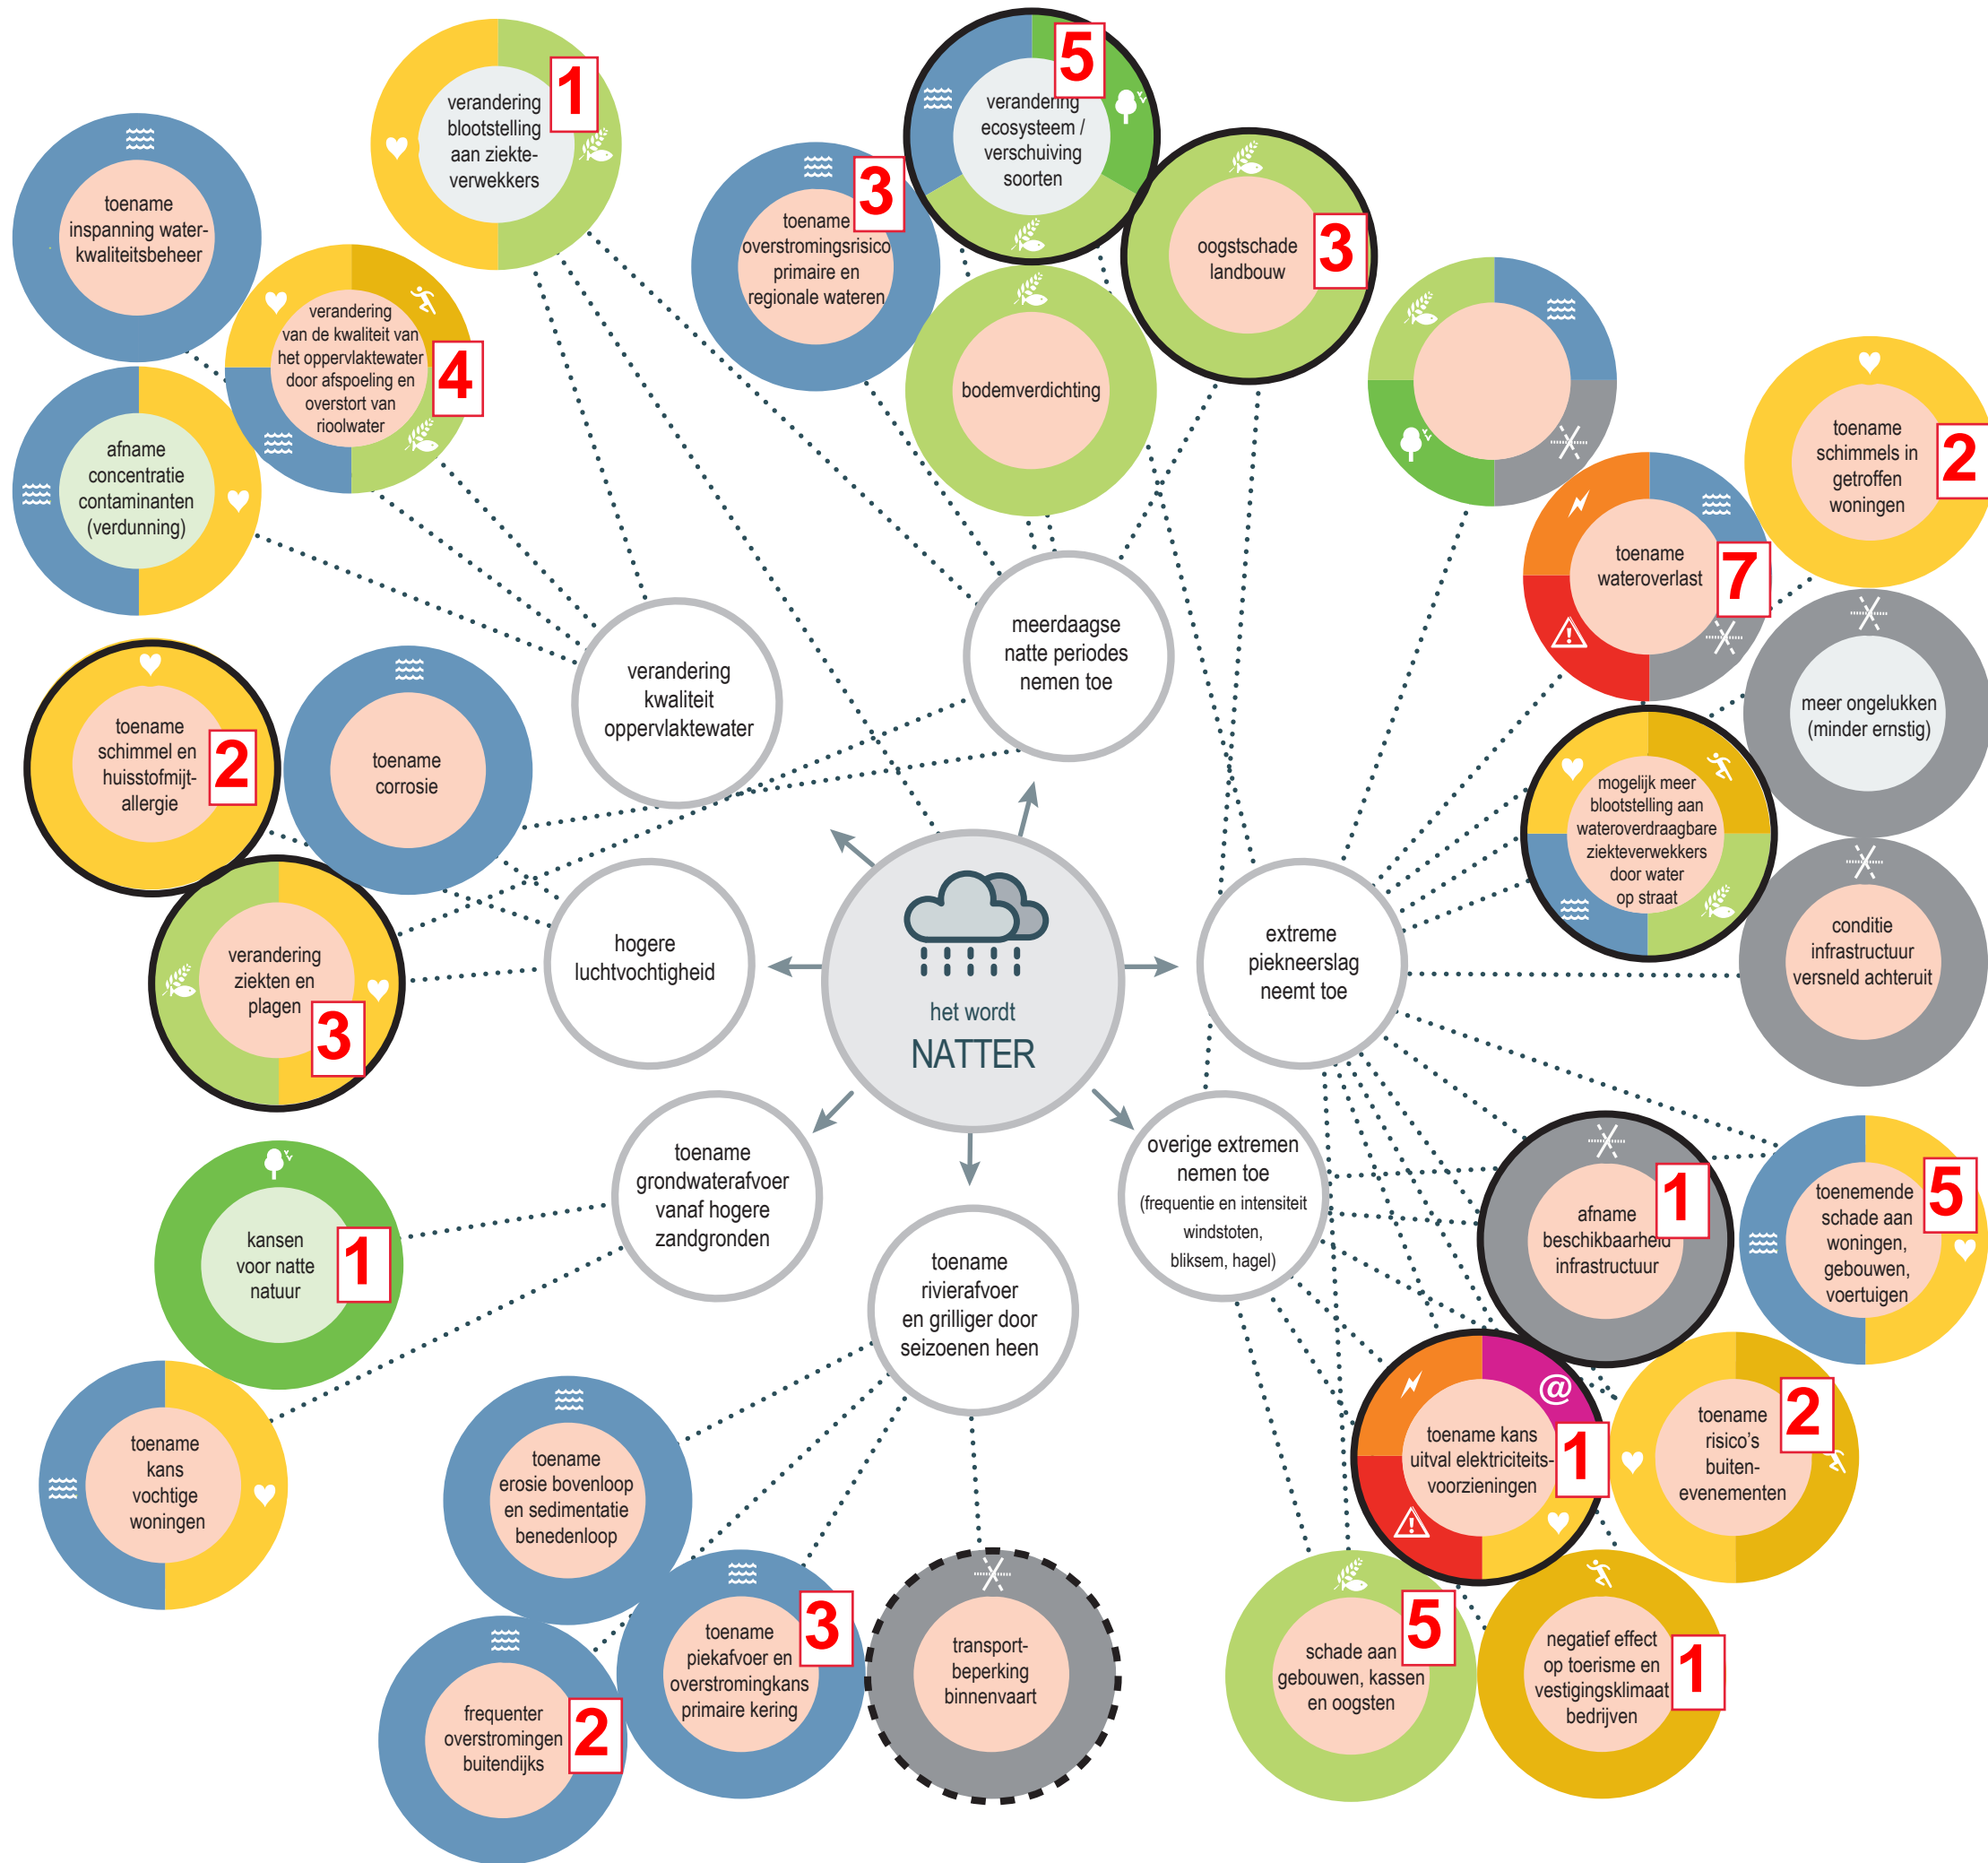 verandering
blootstelling
aan ziekte-
verwekkers
1
verandering
ecosysteem /
verschuiving
soorten
5
toename
inspanning water-
kwaliteitsbeheer
toename
overstromingsrisico
primaire en
regionale wateren
3
oogstschade
landbouw
3
verandering
van de kwaliteit van
het oppervlaktewater
door afspoeling en
overstort van
rioolwater
4
bodemverdichting
afname
concentratie
contaminanten
(verdunning)
toename
schimmels in
getroffen
woningen
2
toename
wateroverlast
7
verandering
kwaliteit
oppervlaktewater
meerdaagse
natte periodes
nemen toe
meer ongelukken
(minder ernstig)
toename
schimmel en
huisstofmijt-
allergie
2
toename
corrosie
mogelijk meer
blootstelling aan
wateroverdraagbare
ziekteverwekkers
door water
op straat
verandering
ziekten en
plagen
3
hogere
luchtvochtigheid
het wordt
NATTER
extreme
piekneerslag
neemt toe
conditie
infrastructuur
versneld achteruit
toename
grondwaterafvoer
vanaf hogere
zandgronden
overige extremen
nemen toe
(frequentie en intensiteit
windstoten,
bliksem, hagel)
afname
beschikbaarheid
infrastructuur
1
toenemende
schade aan
woningen,
gebouwen,
voertuigen
5
kansen
voor natte
natuur
1
toename
rivierafvoer
en grilliger door
seizoenen heen
toename
kans
vochtige
woningen
toename
erosie bovenloop
en sedimentatie
benedenloop
@
toename kans
uitval elektriciteits-
voorzieningen
1
toename
risico's
buiten-
evenementen
2
frequenter
overstromingen
buitendijks
2
toename
piekafvoer en
overstromingkans
primaire kering
3
transport-
beperking
binnenvaart
schade aan
gebouwen, kassen
en oogsten
5
negatief effect
op toerisme en
vestigingsklimaat
bedrijven
1